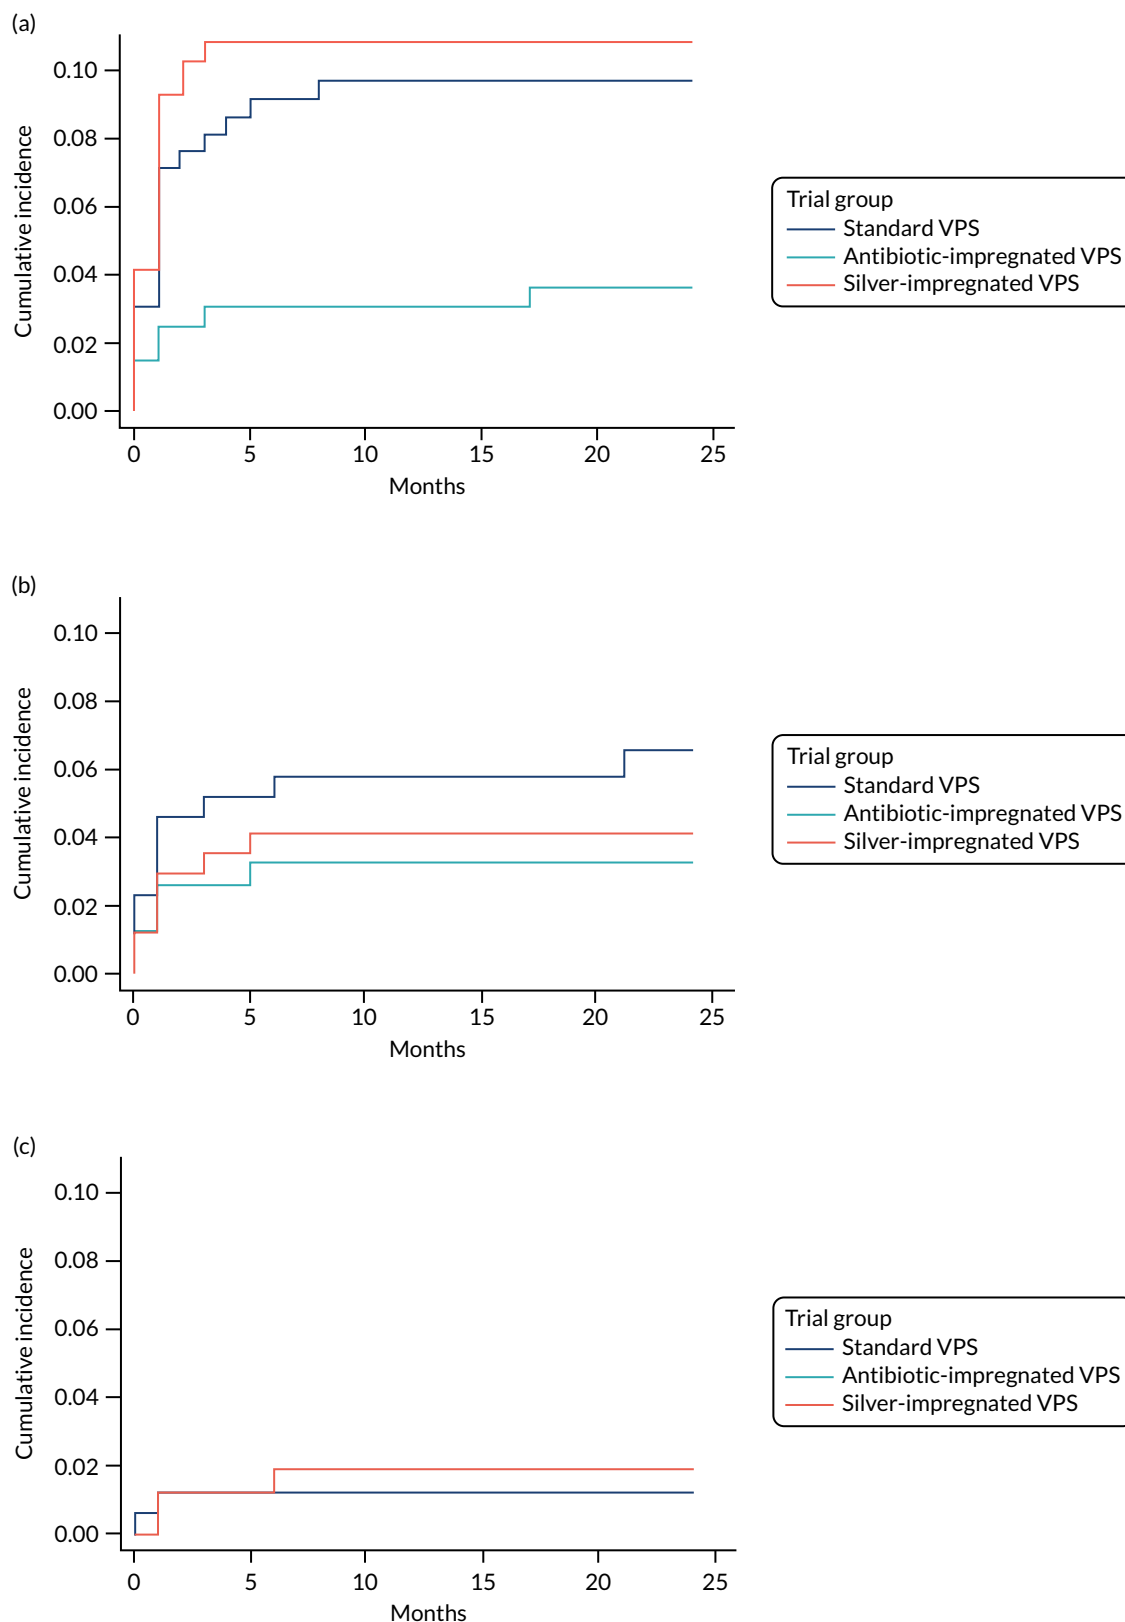 (a)
0.10
0.08
0.06
0.04
0.02
0.00
Cumulative incidence
0 5 10 15 20 25
Months
Trial group
Standard VPS
Antibiotic-impregnated VPS
Silver-impregnated VPS
(b)
0.10
0.08
0.06
0.04
0.02
0.00
Cumulative incidence
0 5 10 15 20 25
Months
Trial group
Standard VPS
Antibiotic-impregnated VPS
Silver-impregnated VPS
(c)
0.10
0.08
0.06
0.04
0.02
0.00
Cumulative incidence
0 5 10 15 20 25
Months
Trial group
Standard VPS
Antibiotic-impregnated VPS
Silver-impregnated VPS